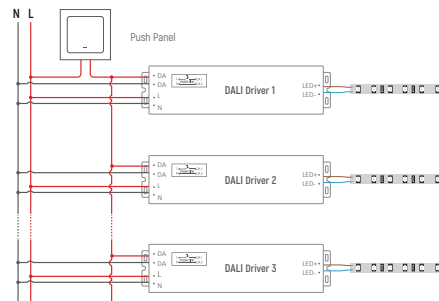 N L
Push Panel
DA
DA
L
N
DALI Driver 1
LED+
LED-
DA
DA
L
N
DALI Driver 2
LED+
LED-
DA
DA
L
N
DALI Driver 3
LED+
LED-